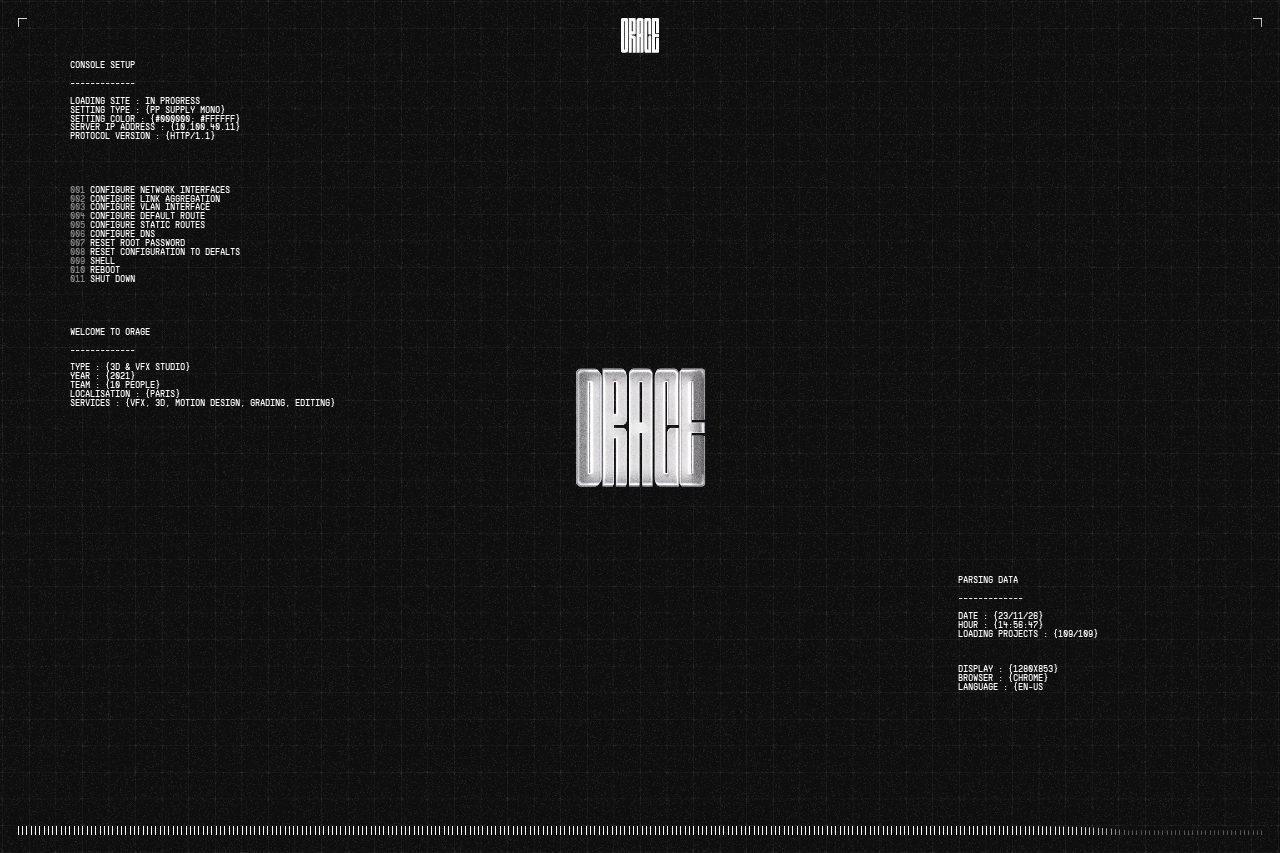 ORAGE
CONSOLE SETUP
-------------
LOADING SITE : IN PROGRESS
SETTING TYPE : {PP SUPPLY MONO}
SETTING COLOR : {#000000; #FFFFFF}
SERVER IP ADDRESS : {10.100.40.11}
PROTOCOL VERSION : {HTTP/1.1}
001 CONFIGURE NETWORK INTERFACES
002 CONFIGURE LINK AGGREGATION
003 CONFIGURE VLAN INTERFACE
004 CONFIGURE DEFAULT ROUTE
005 CONFIGURE STATIC ROUTES
006 CONFIGURE DNS
007 RESET ROOT PASSWORD
008 RESET CONFIGURATION TO DEFALTS
009 SHELL
010 REBOOT
011 SHUT DOWN
WELCOME TO ORAGE
-------------
TYPE : {3D & VFX STUDIO}
YEAR : {2021}
TEAM : {10 PEOPLE}
LOCALISATION : {PARIS}
SERVICES : {VFX, 3D, MOTION DESIGN, GRADING, EDITING}
ORAGE
PARSING DATA
-------------
DATE : {23/11/26}
HOUR : {14:56:47}
LOADING PROJECTS : {109/109}
DISPLAY : {1280X853}
BROWSER : {CHROME}
LANGUAGE : {EN-US